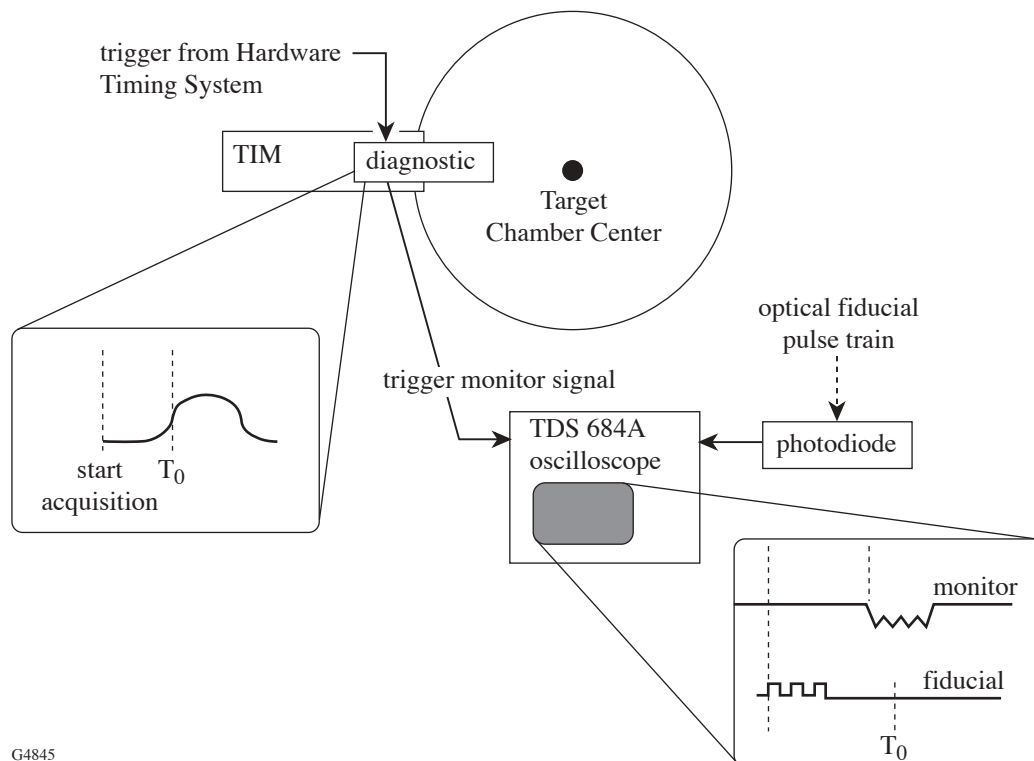 trigger from Hardware
Timing System
TIM
diagnostic
Target
Chamber Center
optical fiducial
pulse train
trigger monitor signal
TDS 684A
oscilloscope
photodiode
start
acquisition
T0
monitor
fiducial
T0
G4845